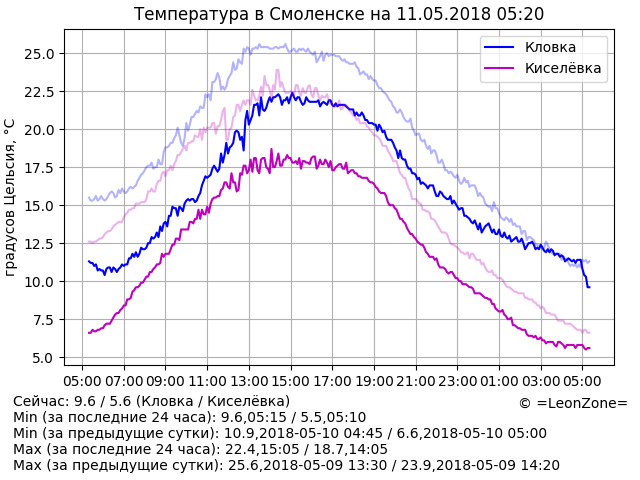 Температура в Смоленске на 11.05.2018 05:20
градусов Цельсия, °C
25.0
22.5
20.0
17.5
15.0
12.5
10.0
7.5
5.0
Кловка
Киселёвка
05:00 07:00 09:00 11:00 13:00 15:00 17:00 19:00 21:00 23:00 01:00 03:00 05:00
Сейчас: 9.6 / 5.6 (Кловка / Киселёвка)
© =LeonZone=
Min (за последние 24 часа): 9.6,05:15 / 5.5,05:10
Min (за предыдущие сутки): 10.9,2018-05-10 04:45 / 6.6,2018-05-10 05:00
Max (за последние 24 часа): 22.4,15:05 / 18.7,14:05
Max (за предыдущие сутки): 25.6,2018-05-09 13:30 / 23.9,2018-05-09 14:20